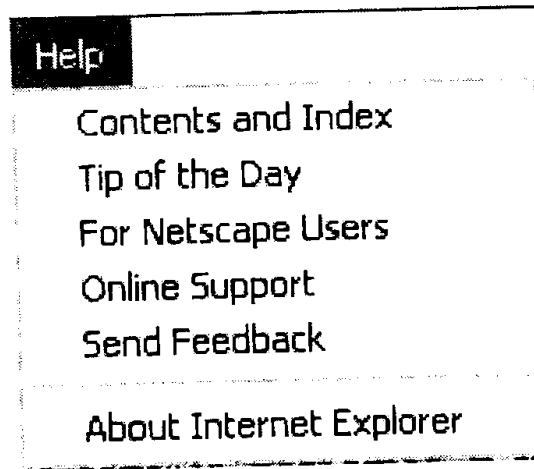 Help
Contents and Index
Tip of the Day
For Netscape Users
Online Support
Send Feedback
About Internet Explorer